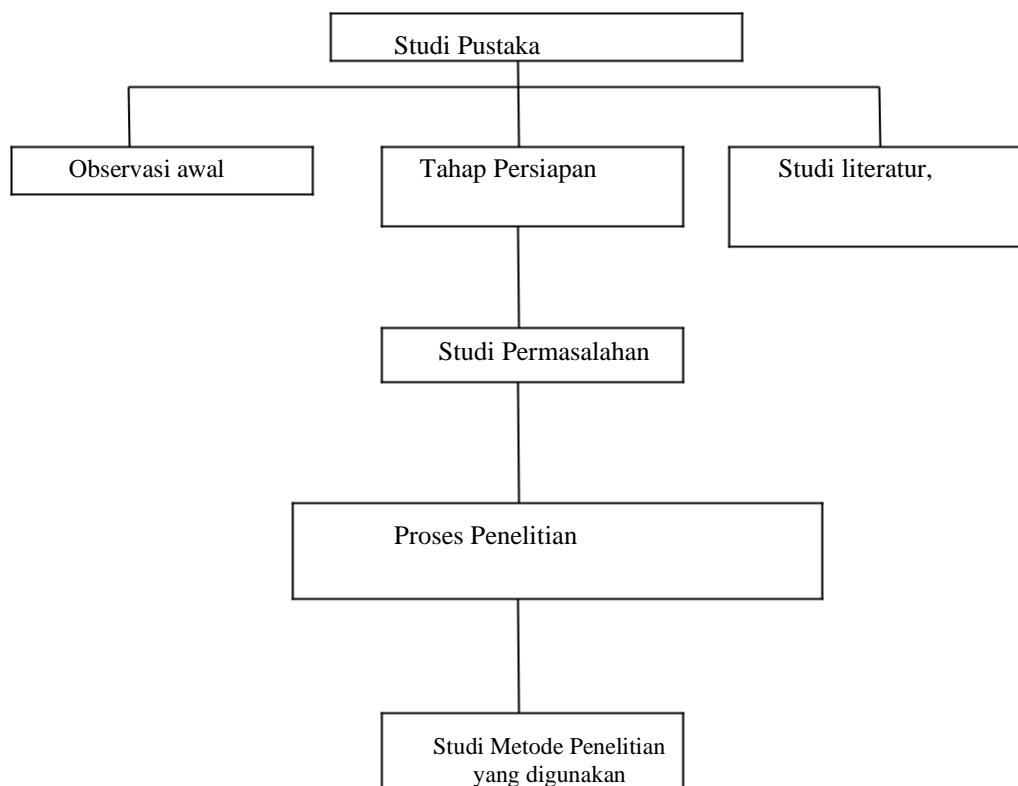 Studi Pustaka
Observasi awal
Tahap Persiapan
Studi literatur,
Studi Permasalahan
Proses Penelitian
Studi Metode Penelitian
yang digunakan